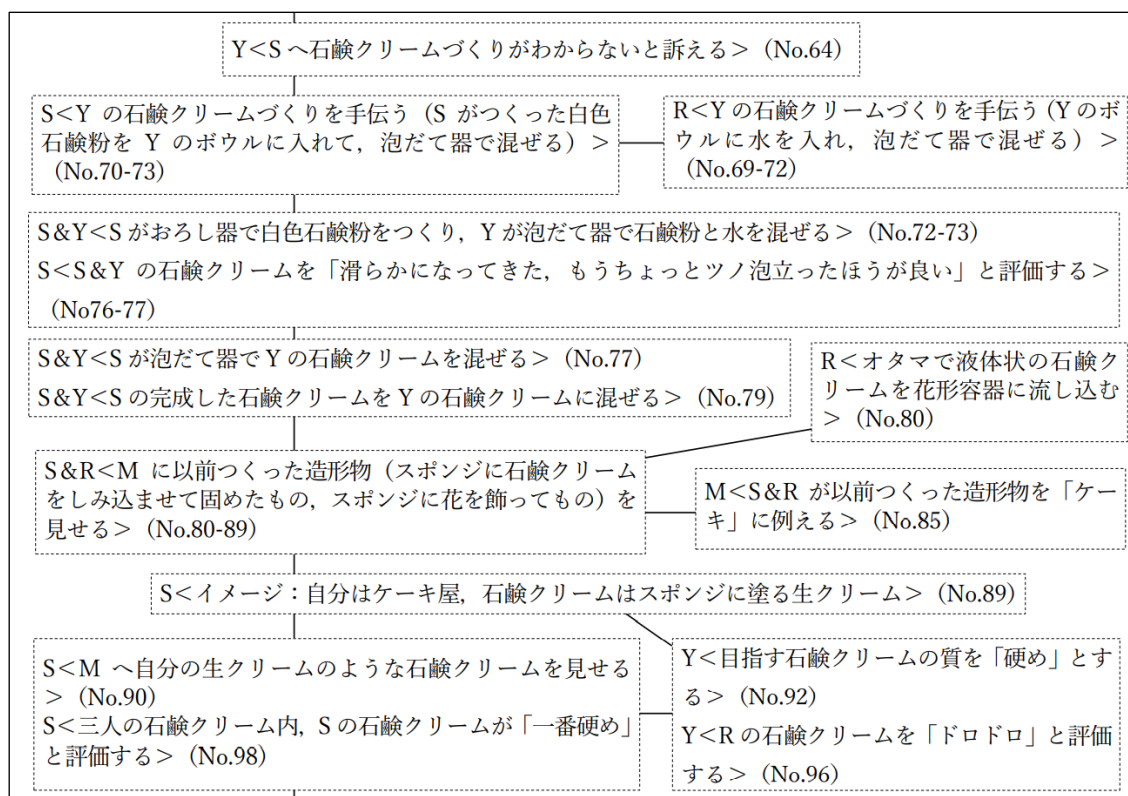 Y＜S へ石鹸クリームづくりがわからないと訴える＞（No.64）
S＜Y の石鹸クリームづくりを手伝う（S がつくった白色
石鹸粉を Y のボウルに入れて，泡だて器で混ぜる）＞
（No.70-73）
R＜Y の石鹸クリームづくりを手伝う（Y の
ボウルに水を入れ，泡だて器で混ぜる）＞
（No.69-72）
S&Y＜S がおろし器で白色石鹸粉をつくり，Y が泡だて器で石鹸粉と水を混ぜる＞（No.72-73）
S＜S&Y の石鹸クリームを「滑らかになってきた，もうちょっとツノ泡立ったほうが良い」と評価する＞
（No76-77）
S&Y＜S が泡だて器で Y の石鹸クリームを混ぜる＞（No.77）
S&Y＜S の完成した石鹸クリームを Y の石鹸クリームに混ぜる＞（No.79）
R＜オタマで液体状の石鹸ク
リームを花形容器に流し込む
＞（No.80）
S&R＜M に以前つくった造形物（スポンジに石鹸クリーム
をしみ込ませて固めたもの，スポンジに花を飾ってもの）を
見せる＞（No.80-89）
M＜S&R が以前つくった造形物を「ケー
キ」に例える＞（No.85）
S＜イメージ：自分はケーキ屋，石鹸クリームはスポンジに塗る生クリーム＞（No.89）
S＜M へ自分の生クリームのような石鹸クリームを見せる
＞（No.90）
S＜三人の石鹸クリーム内，S の石鹸クリームが「一番硬め」
と評価する＞（No.98）
Y＜目指す石鹸クリームの質を「硬め」とす
る＞（No.92）
Y＜R の石鹸クリームを「ドロドロ」と評価
する＞（No.96）